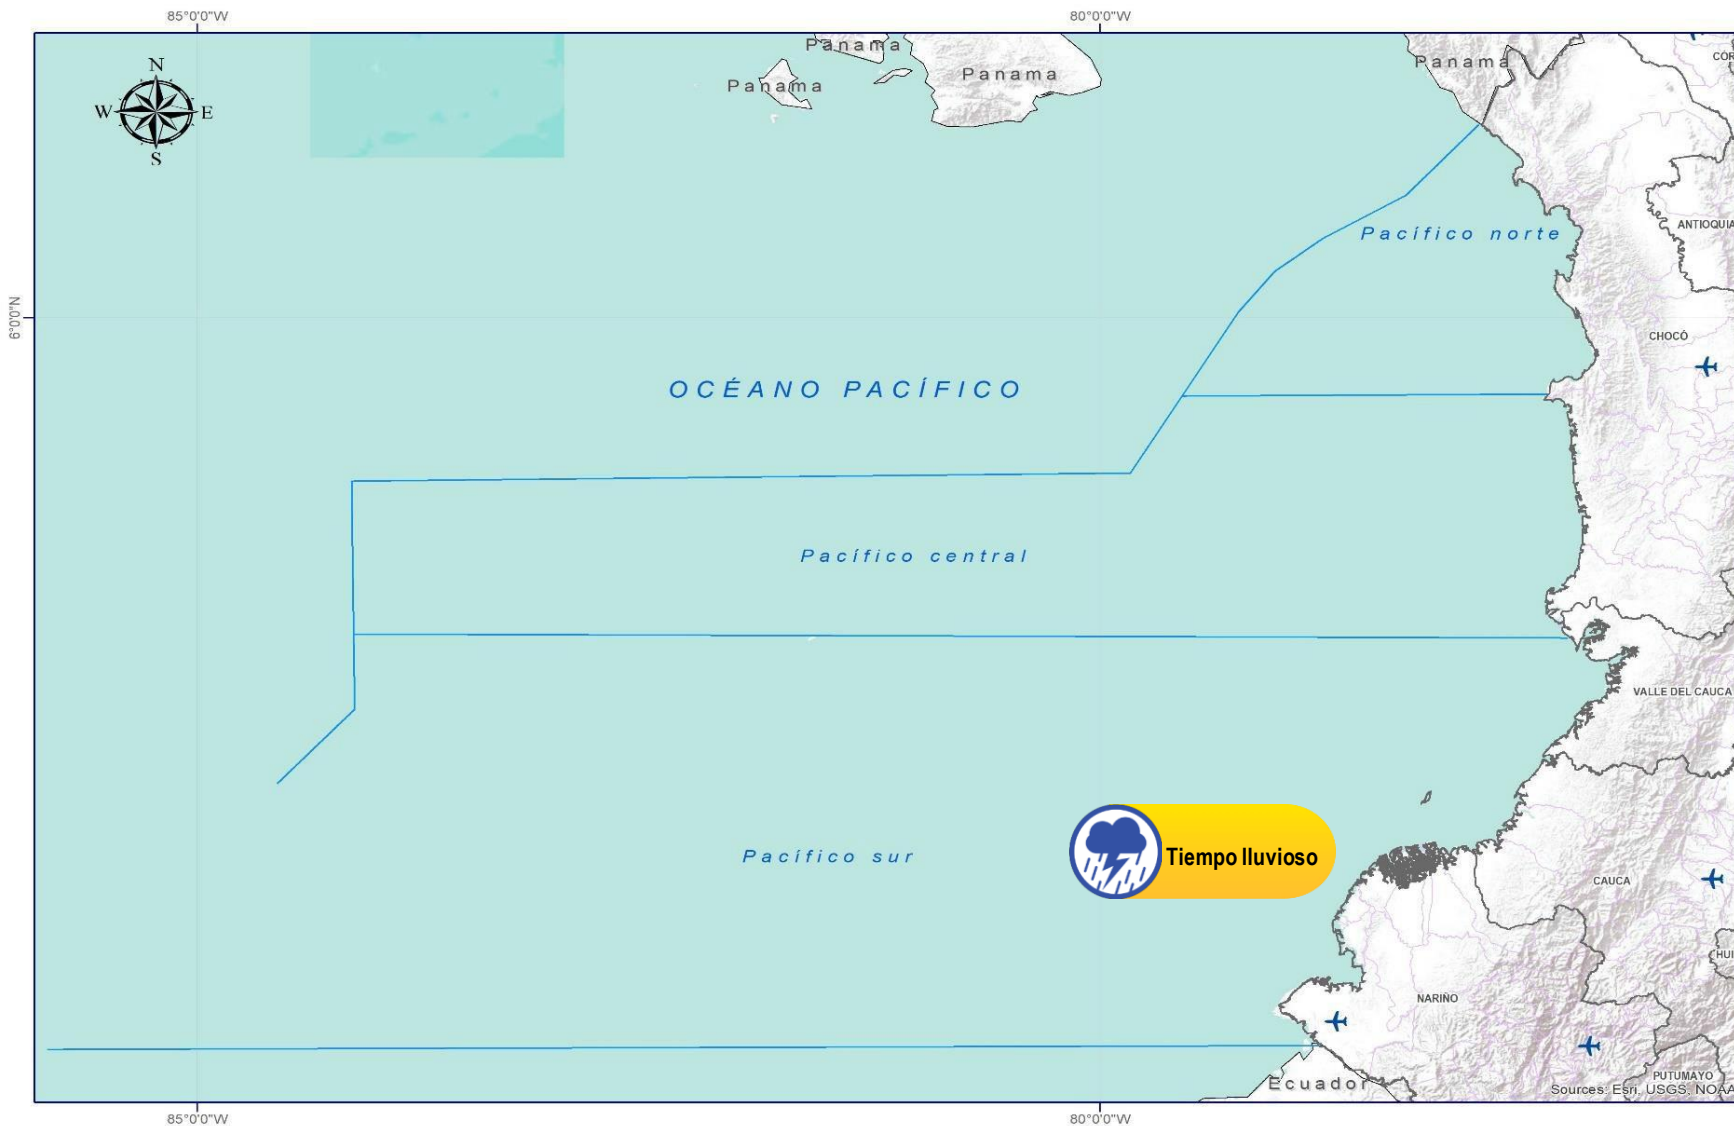 85°0'0"W
80°0'0"W
Panama
Panama
Panama
Panama
CÓR
N
W
E
S
ANTIOQUIA
Pacífico norte
6°0'0"N
CHOCÓ
OCÉANO PACÍFICO
Pacífico central
VALLE DEL CAUCA
Pacífico sur
Tiempo lluvioso
CAUCA
HUI
NARIÑO
PUTUMAYO
Ecuador
Sources: Esri, USGS, NOAA
85°0'0"W
80°0'0"W